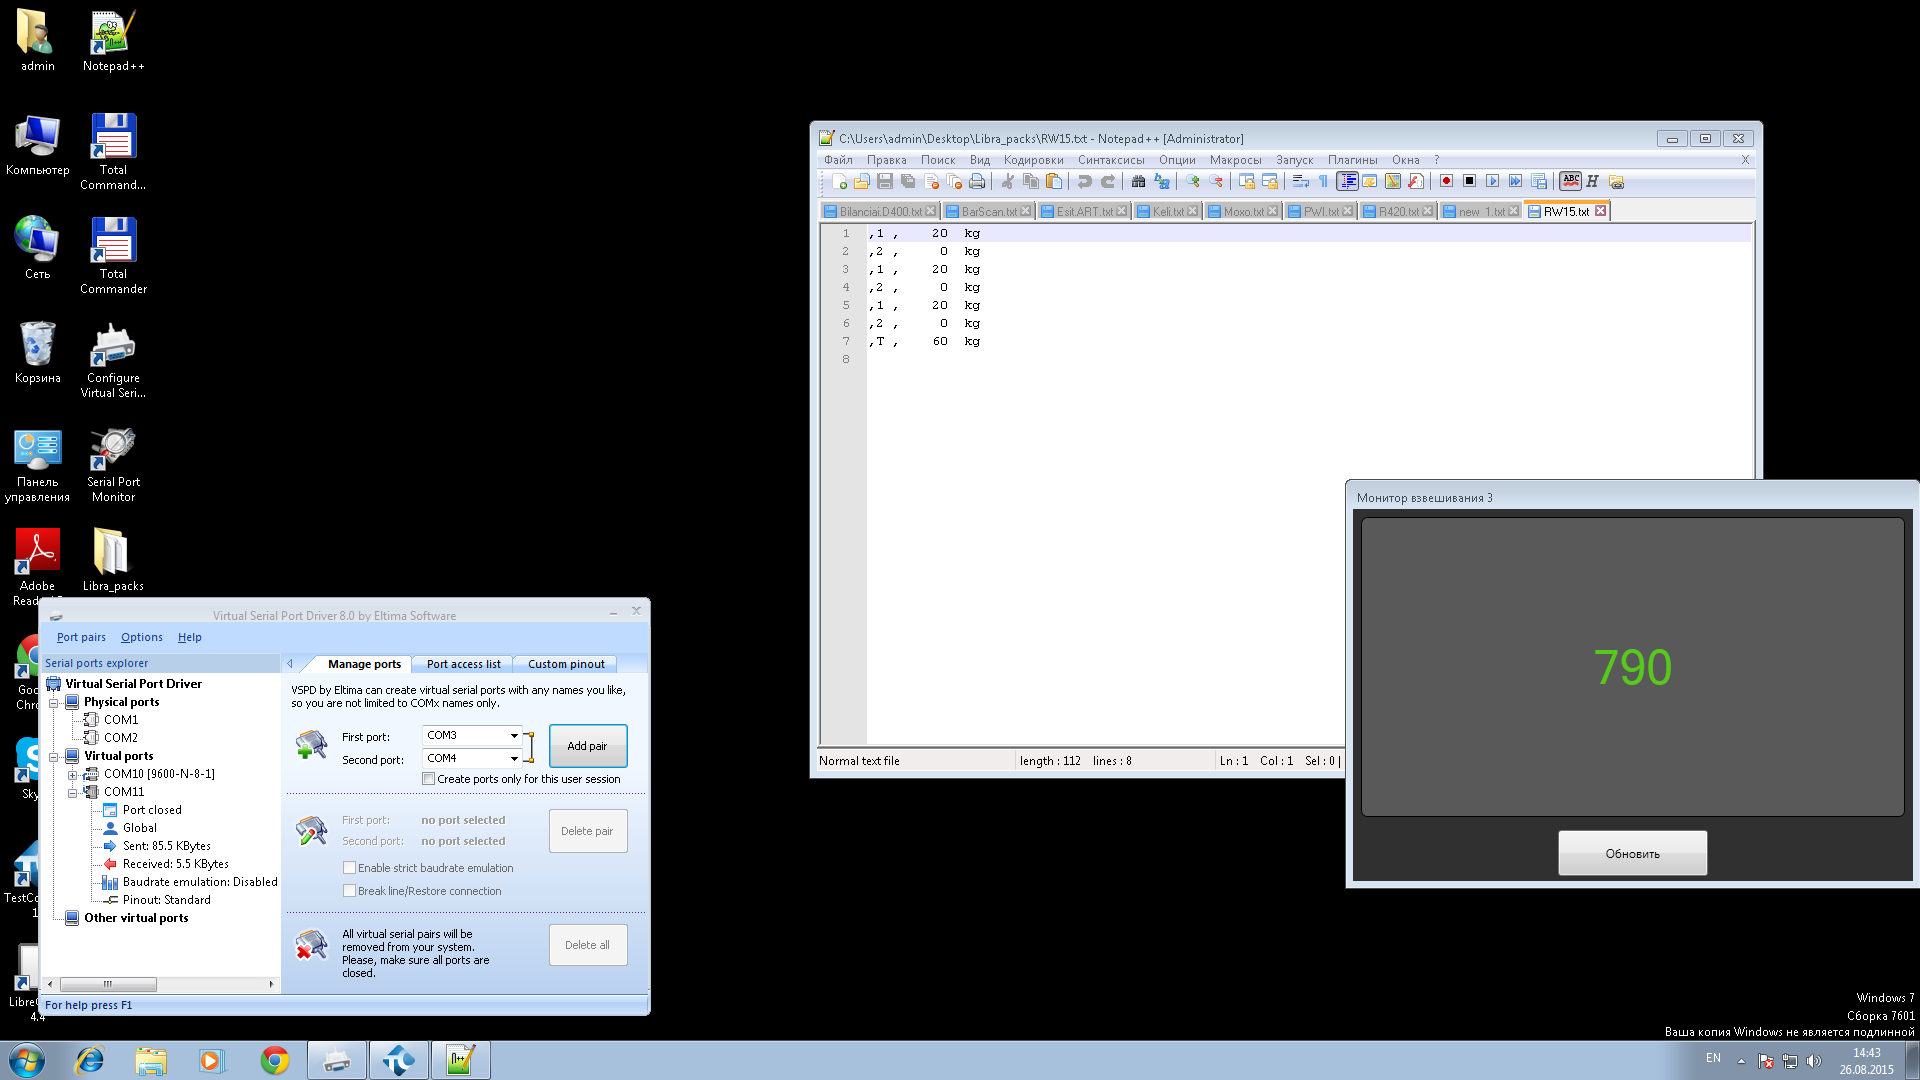 admin
Notepad++
Компьютер
Total Command...
Сеть
Total Commander
Корзина
Configure Virtual Seri...
Панель управления
Serial Port Monitor
Adobe
Libra_packs
C:\Users\admin\Desktop\Libra_packs\RW15.txt - Notepad++ [Administrator]
Файл Правка Поиск Вид Кодировки Синтаксисы Опции Макросы Запуск Плагины Окна ? X
Bilanciai.D400.txt BarScan.txt Esit.ART.txt Keli.txt Moxo.txt PWI.txt R420.txt new 1.txt RW15.txt
1 ,1 , 20 kg
2 ,2 , 0 kg
3 ,1 , 20 kg
4 ,2 , 0 kg
5 ,1 , 20 kg
6 ,2 , 0 kg
7 ,T , 60 kg
8
Normal text file length : 112 lines : 8 Ln : 1 Col : 1 Sel : 0 |
Монитор взвешивания 3
790
Обновить
Virtual Serial Port Driver 8.0 by Eltima Software
Port pairs Options Help
Serial ports explorer
Virtual Serial Port Driver
Physical ports
COM1
COM2
Virtual ports
COM10 [9600-N-8-1]
COM11
Port closed
Global
Sent: 85.5 KBytes
Received: 5.5 KBytes
Baudrate emulation: Disabled
Pinout: Standard
Other virtual ports
Manage ports Port access list Custom pinout
VSPD by Eltima can create virtual serial ports with any names you like,
so you are not limited to COMx names only.
First port: COM3
Second port: COM4
Add pair
Create ports only for this user session
First port: no port selected
Second port: no port selected
Delete pair
Enable strict baudrate emulation
Break line/Restore connection
All virtual serial pairs will be
removed from your system.
Please, make sure all ports are
closed.
Delete all
For help press F1
4.4
Windows 7
Сборка 7601
Ваша копия Windows не является подлинной
EN
14:43
26.08.2015